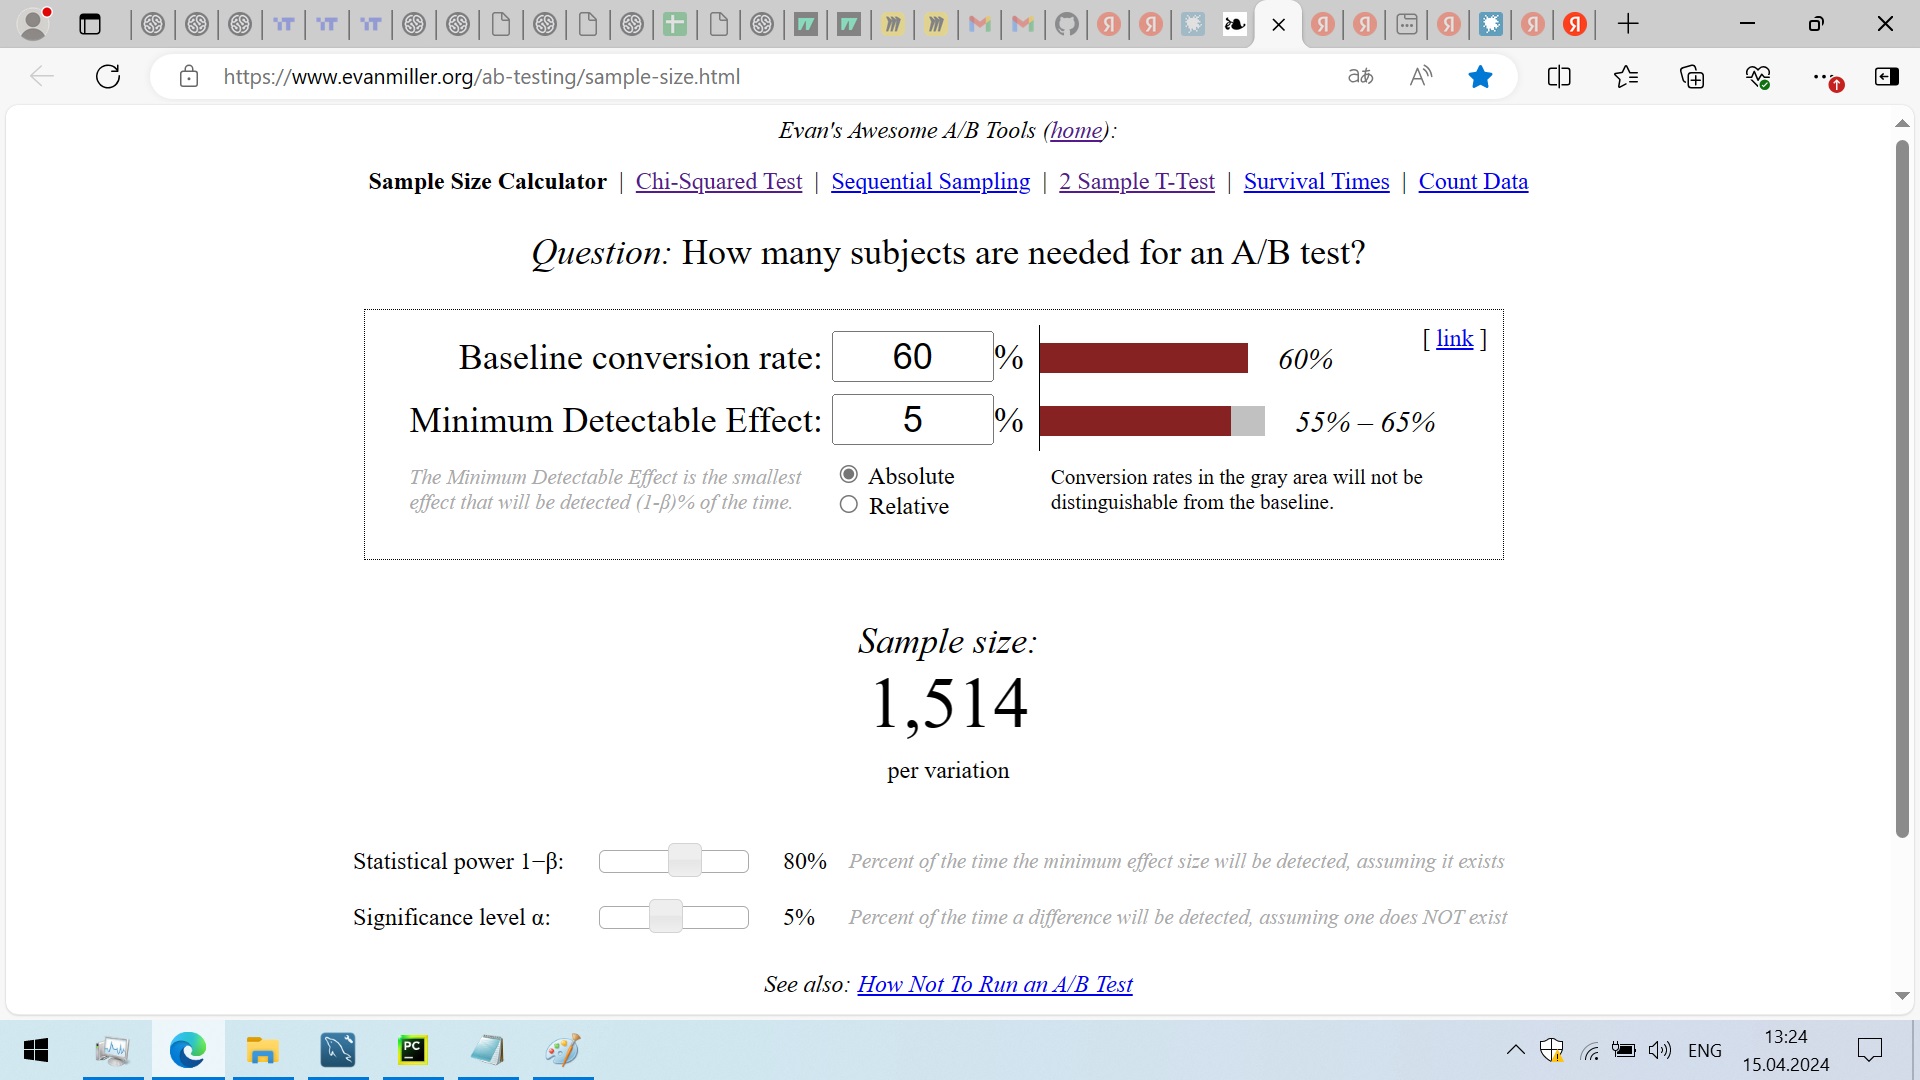 https://www.evanmiller.org/ab-testing/sample-size.html
Evan's Awesome A/B Tools (home):
Sample Size Calculator | Chi-Squared Test | Sequential Sampling | 2 Sample T-Test | Survival Times | Count Data
Question: How many subjects are needed for an A/B test?
[ link ]
Baseline conversion rate: 60 % 60%
Minimum Detectable Effect: 5 % 55% – 65%
The Minimum Detectable Effect is the smallest
effect that will be detected (1-β)% of the time.
Absolute
Relative
Conversion rates in the gray area will not be
distinguishable from the baseline.
Sample size:
1,514
per variation
Statistical power 1−β: 80% Percent of the time the minimum effect size will be detected, assuming it exists
Significance level α: 5% Percent of the time a difference will be detected, assuming one does NOT exist
See also: How Not To Run an A/B Test
PC
ENG
13:24
15.04.2024